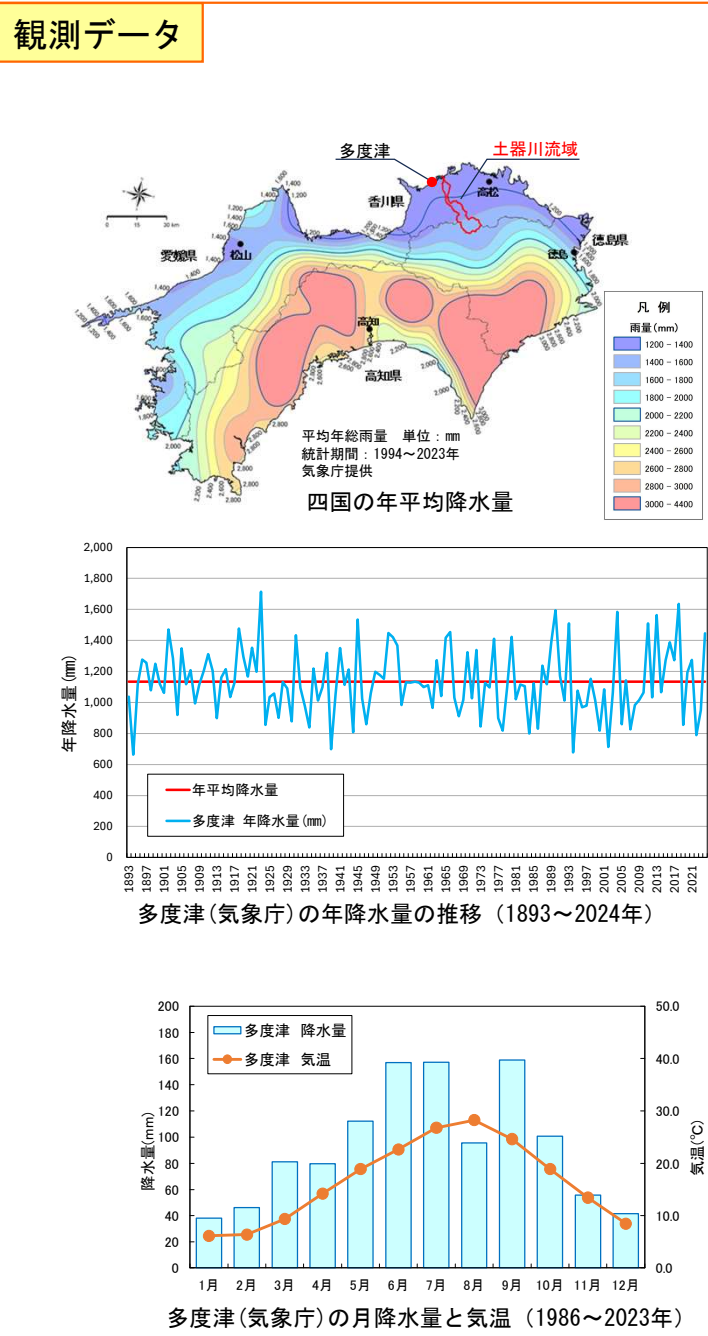 観測データ
多度津
土器川流域
香川県
高松
0 15 30 km
愛媛県
松山
徳島
徳島県
高知
高知県
凡 例
雨量(mm)
1200 - 1400
1400 - 1600
1600 - 1800
1800 - 2000
2000 - 2200
2200 - 2400
2400 - 2600
2600 - 2800
2800 - 3000
3000 - 4400
平均年総雨量 単位:mm
統計期間:1994~2023年
気象庁提供
四国の年平均降水量
年降水量(mm)
2,000
1,800
1,600
1,400
1,200
1,000
800
600
400
200
0
年平均降水量
多度津 年降水量(mm)
1893 1897 1901 1905 1909 1913 1917 1921 1925 1929 1933 1937 1941 1945 1949 1953 1957 1961 1965 1969 1973 1977 1981 1985 1989 1993 1997 2001 2005 2009 2013 2017 2021
多度津(気象庁)の年降水量の推移(1893~2024年)
降水量(mm)
200
180
160
140
120
100
80
60
40
20
0
多度津 降水量
多度津 気温
50.0
40.0
30.0
20.0
10.0
0.0
気温(℃)
1月 2月 3月 4月 5月 6月 7月 8月 9月 10月 11月 12月
多度津(気象庁)の月降水量と気温(1986~2023年)